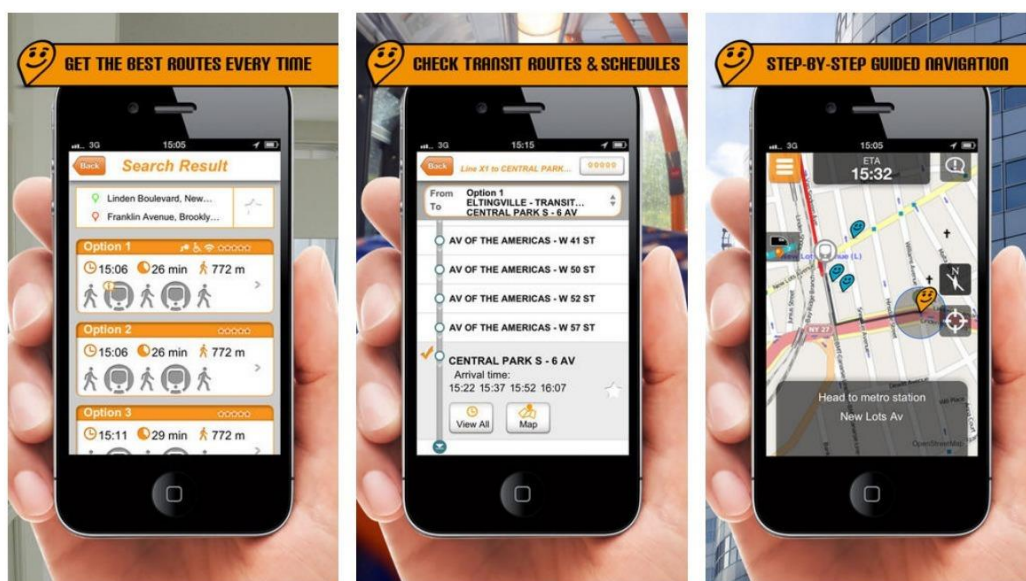 GET THE BEST ROUTES EVERY TIME
3G 15:05
Back Search Result
Linden Boulevard, New...
Franklin Avenue, Brookly...
Option 1
15:06 26 min 772 m
Option 2
15:06 26 min 772 m
Option 3
15:11 29 min 772 m
CHECK TRANSIT ROUTES & SCHEDULES
3G 15:15
Back Line X1 to CENTRAL PARK...
From Option 1
ELTINGVILLE - TRANSIT...
To CENTRAL PARK S - 6 AV
AV OF THE AMERICAS - W 41 ST
AV OF THE AMERICAS - W 50 ST
AV OF THE AMERICAS - W 52 ST
AV OF THE AMERICAS - W 57 ST
CENTRAL PARK S - 6 AV
Arrival time:
15:22 15:37 15:52 16:07
View All Map
STEP-BY-STEP GUIDED NAVIGATION
3G 15:05
ETA
15:32
N
New Lots Avenue (L)
NY 27
Head to metro station
New Lots Av
OpenStreetMap